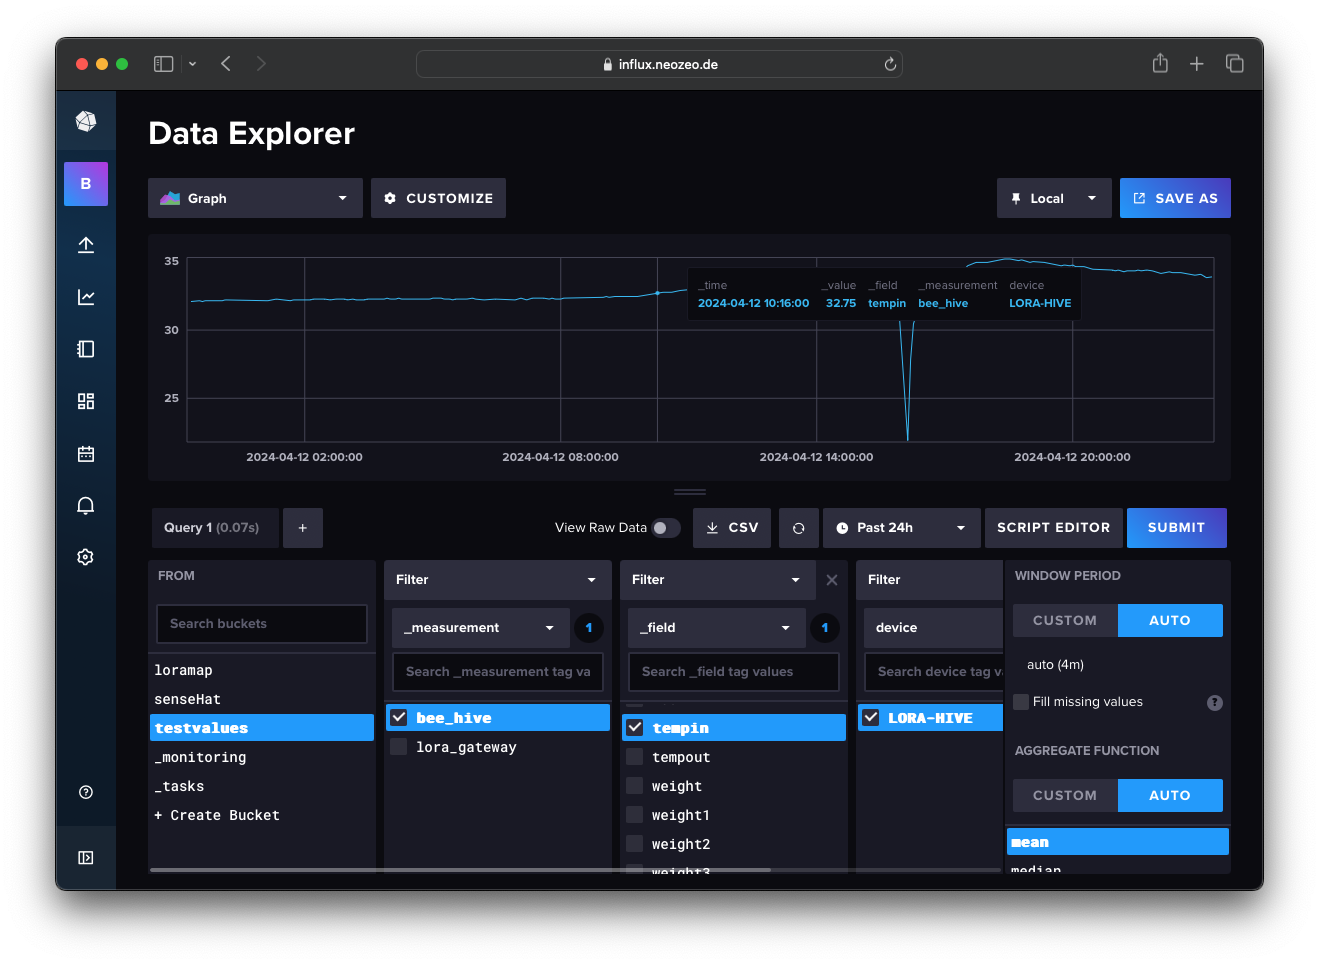 influx.neozeo.de
Data Explorer
B
Graph
CUSTOMIZE
Local
SAVE AS
35
30
25
_time _value _field _measurement device
2024-04-12 10:16:00 32.75 tempin bee_hive LORA-HIVE
2024-04-12 02:00:00 2024-04-12 08:00:00 2024-04-12 14:00:00 2024-04-12 20:00:00
Query 1 (0.07s)
+
View Raw Data
CSV
Past 24h
SCRIPT EDITOR
SUBMIT
FROM
Search buckets
loramap
senseHat
testvalues
_monitoring
_tasks
+ Create Bucket
Filter
_measurement
1
Search _measurement tag va
bee_hive
lora_gateway
Filter
_field
1
Search _field tag values
tempin
tempout
weight
weight1
weight2
weight3
Filter
device
Search device tag v
LORA-HIVE
WINDOW PERIOD
CUSTOM AUTO
auto (4m)
Fill missing values
?
AGGREGATE FUNCTION
CUSTOM AUTO
mean
median